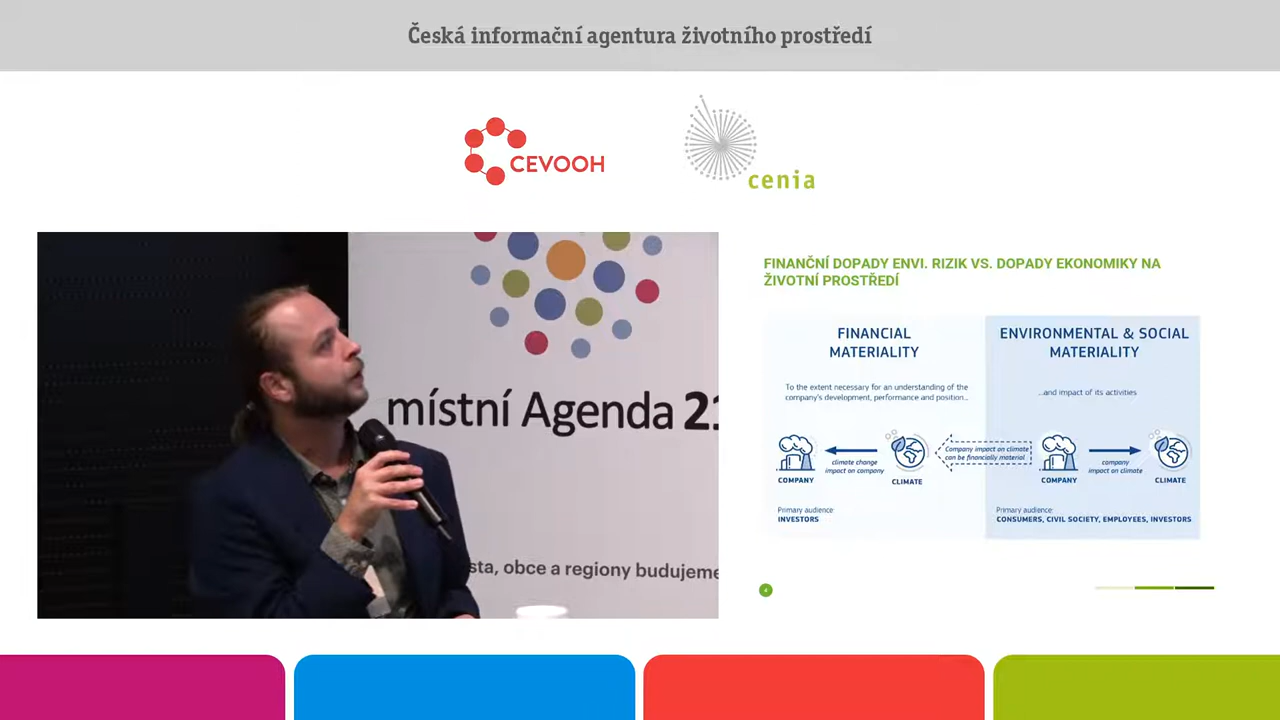 Česká informační agentura životního prostředí
CEVOOH
cenia
místní Agenda 21
sta, obce a regiony budujeme
FINANČNÍ DOPADY ENVI. RIZIK VS. DOPADY EKONOMIKY NA
ŽIVOTNÍ PROSTŘEDÍ
FINANCIAL
MATERIALITY
To the extent necessary for an understanding of the
company's development, performance and position...
climate change
impact on company
COMPANY
CLIMATE
Primary audience:
INVESTORS
Company impact on climate
can be financially material
ENVIRONMENTAL & SOCIAL
MATERIALITY
...and impact of its activities
company
impact on climate
COMPANY
CLIMATE
Primary audience:
CONSUMERS, CIVIL SOCIETY, EMPLOYEES, INVESTORS
4